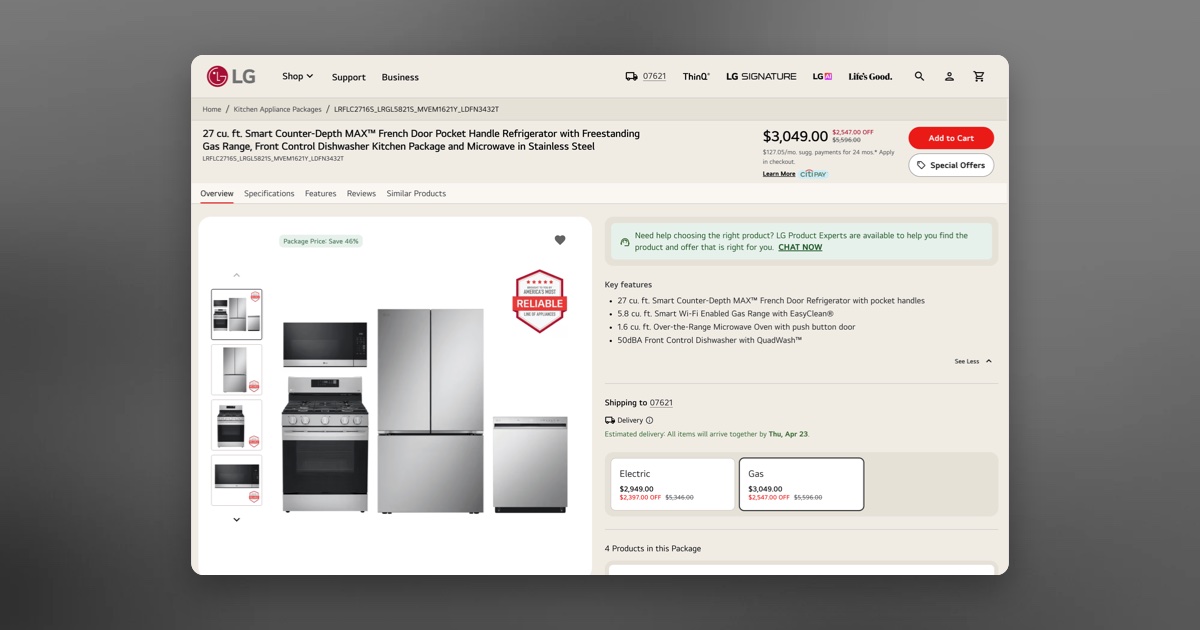 LG
Shop
Support
Business
07621
ThinQ®
LG SIGNATURE
LG AI
Life's Good.
Home / Kitchen Appliance Packages / LRFLC2716S_LRGL5821S_MVEM1621Y_LDFN3432T
27 cu. ft. Smart Counter-Depth MAX™ French Door Pocket Handle Refrigerator with Freestanding
Gas Range, Front Control Dishwasher Kitchen Package and Microwave in Stainless Steel
LRFLC2716S_LRGL5821S_MVEM1621Y_LDFN3432T
$3,049.00
$2,547.00 OFF
$5,596.00
$127.05/mo. sugg. payments for 24 mos.* Apply
in checkout.
Learn More
citi PAY
Add to Cart
Special Offers
Overview
Specifications
Features
Reviews
Similar Products
Package Price: Save 46%
AMERICA'S MOST
RELIABLE
LINE OF APPLIANCES
Need help choosing the right product? LG Product Experts are available to help you find the
product and offer that is right for you. CHAT NOW
Key features
• 27 cu. ft. Smart Counter-Depth MAX™ French Door Refrigerator with pocket handles
• 5.8 cu. ft. Smart Wi-Fi Enabled Gas Range with EasyClean®
• 1.6 cu. ft. Over-the-Range Microwave Oven with push button door
• 50dBA Front Control Dishwasher with QuadWash™
See Less
Shipping to 07621
Delivery
Estimated delivery: All items will arrive together by Thu, Apr 23.
Electric
$2,949.00
$2,397.00 OFF $5,346.00
Gas
$3,049.00
$2,547.00 OFF $5,596.00
4 Products in this Package